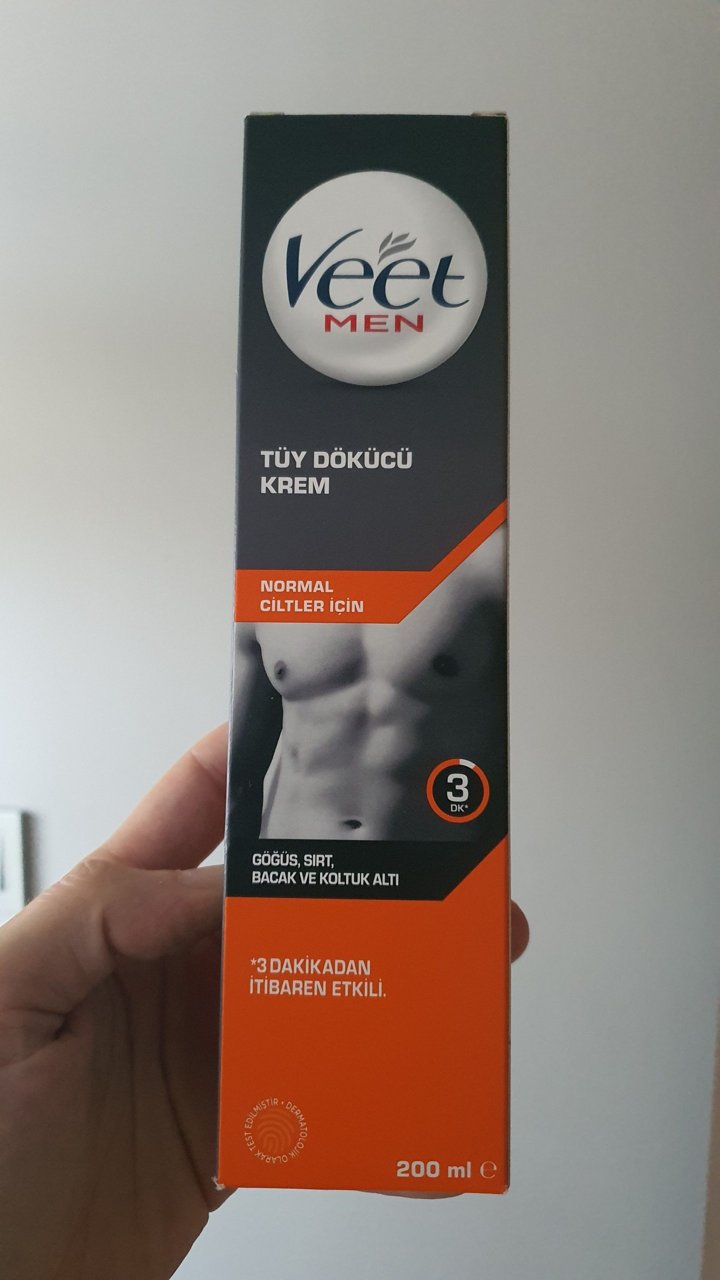 Veet
MEN
TÜY DÖKÜCÜ
KREM
NORMAL
CİLTLER İÇİN
3
DK*
GÖĞÜS, SIRT,
BACAK VE KOLTUK ALTI
*3 DAKİKADAN
İTİBAREN ETKİLİ.
DERMATOLOJİK OLARAK TEST EDİLMİŞTİR •
200 ml e